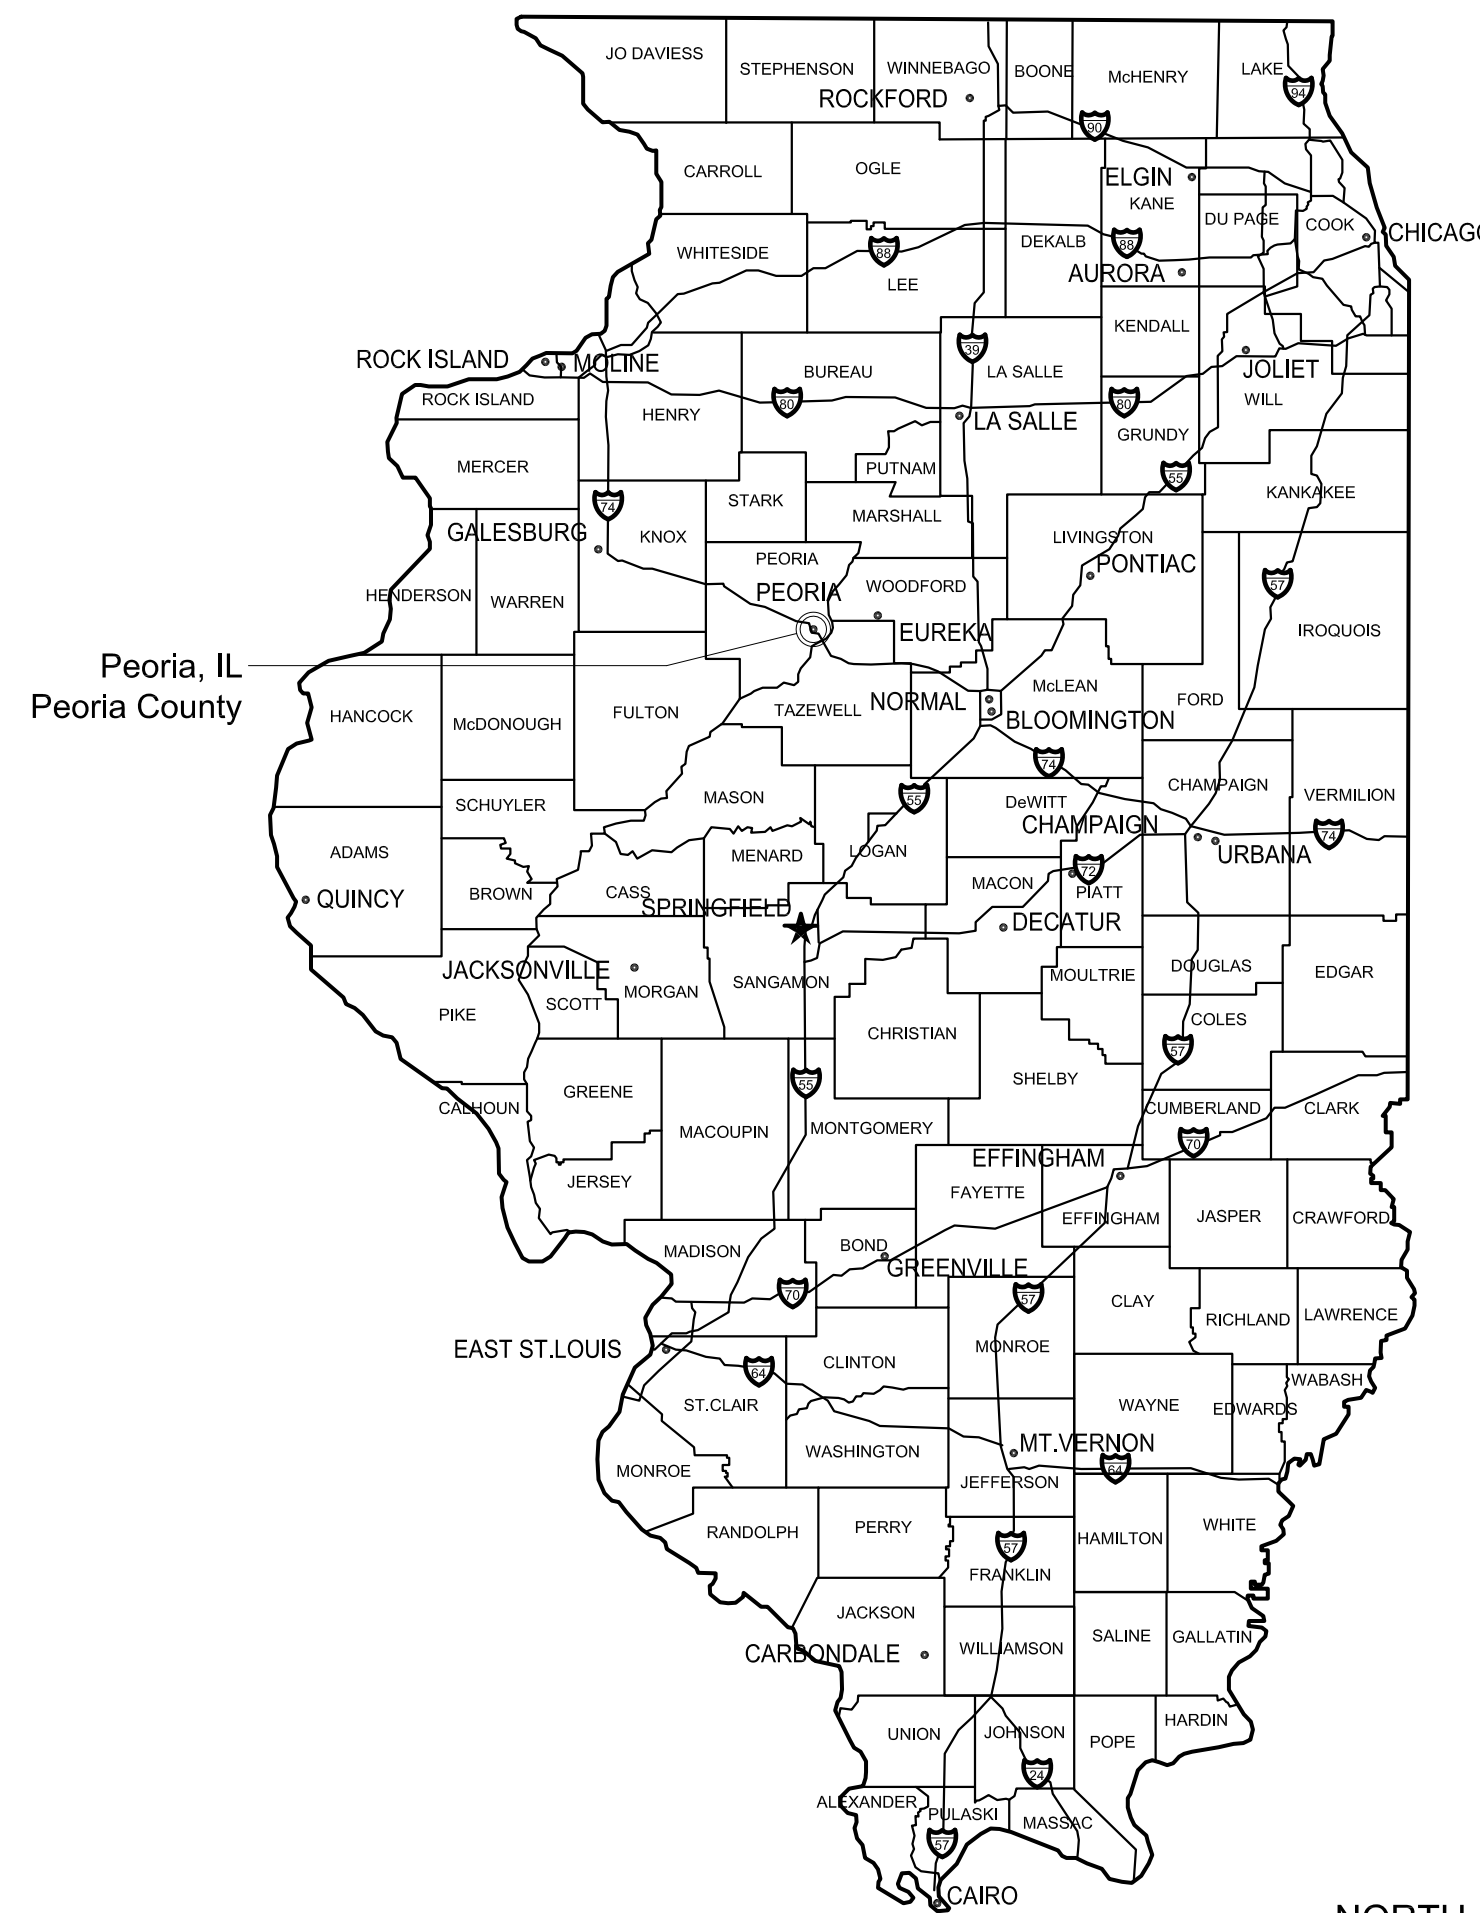 JO DAVIESS
STEPHENSON
WINNEBAGO
BOONE
McHENRY
LAKE
94
ROCKFORD
90
CARROLL
OGLE
ELGIN
KANE
DU PAGE
COOK
CHICAGO
WHITESIDE
88
DEKALB
88
AURORA
LEE
KENDALL
39
ROCK ISLAND
MOLINE
BUREAU
LA SALLE
JOLIET
ROCK ISLAND
HENRY
80
LA SALLE
80
WILL
GRUNDY
MERCER
PUTNAM
55
KANKAKEE
STARK
74
MARSHALL
GALESBURG
KNOX
LIVINGSTON
PEORIA
PONTIAC
57
HENDERSON
WARREN
PEORIA
WOODFORD
EUREKA
IROQUOIS
Peoria, IL
Peoria County
HANCOCK
McDONOUGH
FULTON
TAZEWELL
NORMAL
McLEAN
BLOOMINGTON
FORD
74
SCHUYLER
MASON
55
DeWITT
CHAMPAIGN
VERMILION
CHAMPAIGN
74
ADAMS
MENARD
LOGAN
URBANA
QUINCY
BROWN
CASS
MACON
72
PIATT
SPRINGFIELD
DECATUR
JACKSONVILLE
MORGAN
SANGAMON
MOULTRIE
DOUGLAS
EDGAR
PIKE
SCOTT
CHRISTIAN
COLES
57
GREENE
55
SHELBY
CALHOUN
MACOUPIN
MONTGOMERY
CUMBERLAND
CLARK
70
JERSEY
EFFINGHAM
FAYETTE
EFFINGHAM
JASPER
CRAWFORD
MADISON
BOND
GREENVILLE
70
57
CLAY
RICHLAND
LAWRENCE
EAST ST.LOUIS
64
CLINTON
MONROE
WABASH
ST.CLAIR
WAYNE
EDWARDS
WASHINGTON
MT.VERNON
MONROE
JEFFERSON
64
RANDOLPH
PERRY
57
HAMILTON
WHITE
FRANKLIN
JACKSON
CARBONDALE
WILLIAMSON
SALINE
GALLATIN
UNION
JOHNSON
POPE
HARDIN
24
ALEXANDER
PULASKI
MASSAC
57
CAIRO
NORTH